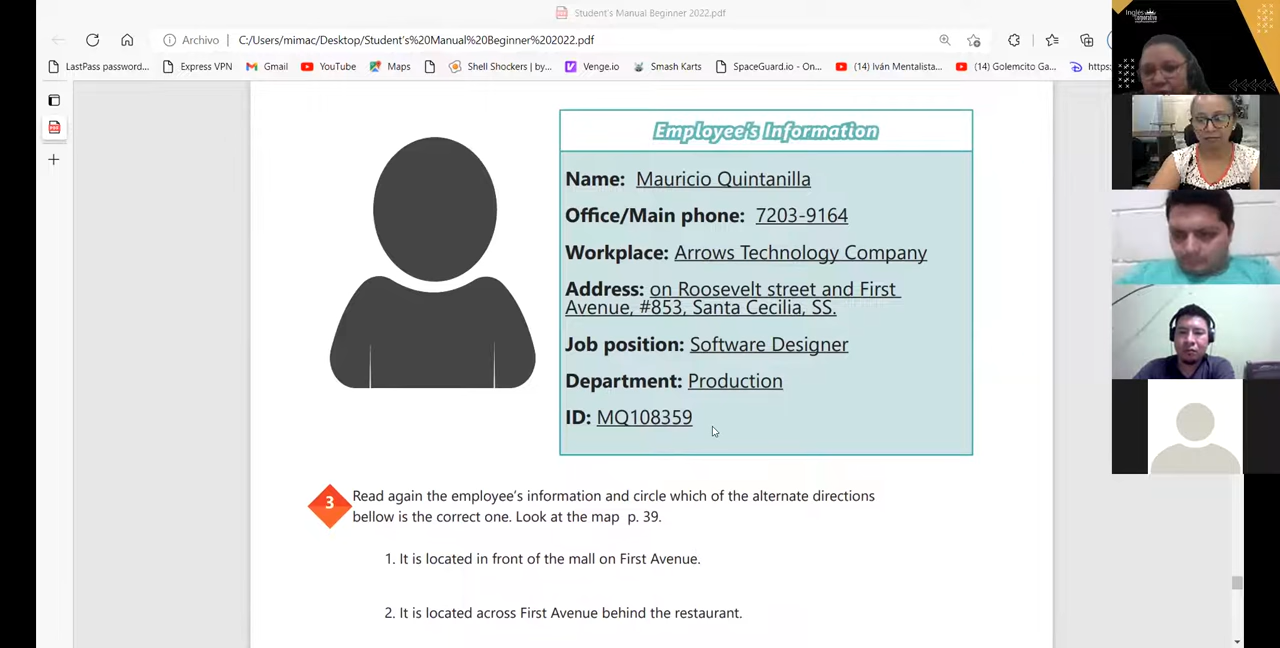 Student's Manual Beginner 2022.pdf
Archivo
C:/Users/mimac/Desktop/Student's%20Manual%20Beginner%202022.pdf
LastPass password...
Express VPN
Gmail
YouTube
Maps
Shell Shockers | by...
Venge.io
Smash Karts
SpaceGuard.io - On...
(14) Iván Mentalista...
(14) Golemcito Ga...
https:
Inglés
Corporativo
Employee's Information
Name: Mauricio Quintanilla
Office/Main phone: 7203-9164
Workplace: Arrows Technology Company
Address: on Roosevelt street and First
Avenue, #853, Santa Cecilia, SS.
Job position: Software Designer
Department: Production
ID: MQ108359
3
Read again the employee's information and circle which of the alternate directions
bellow is the correct one. Look at the map p. 39.
1. It is located in front of the mall on First Avenue.
2. It is located across First Avenue behind the restaurant.